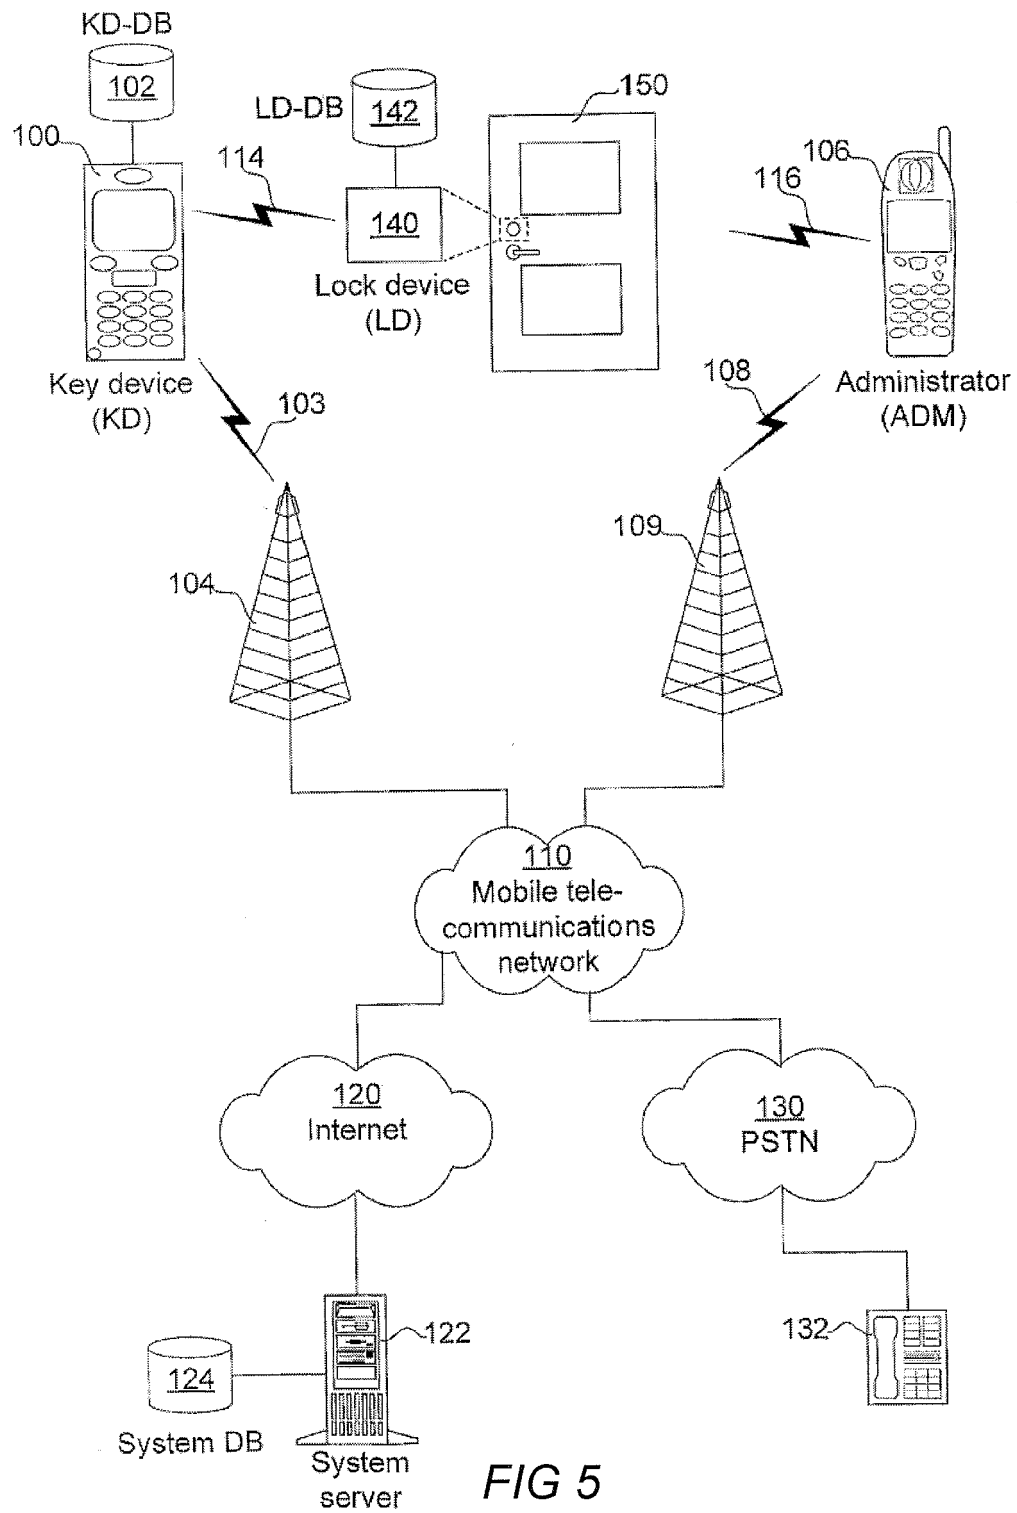 KD-DB
102
100
114
LD-DB
142
150
106
116
140
Lock device
(LD)
Key device
(KD)
103
108
Administrator
(ADM)
104
109
110
Mobile tele-
communications
network
120
Internet
130
PSTN
122
132
124
System DB
System
server
FIG 5